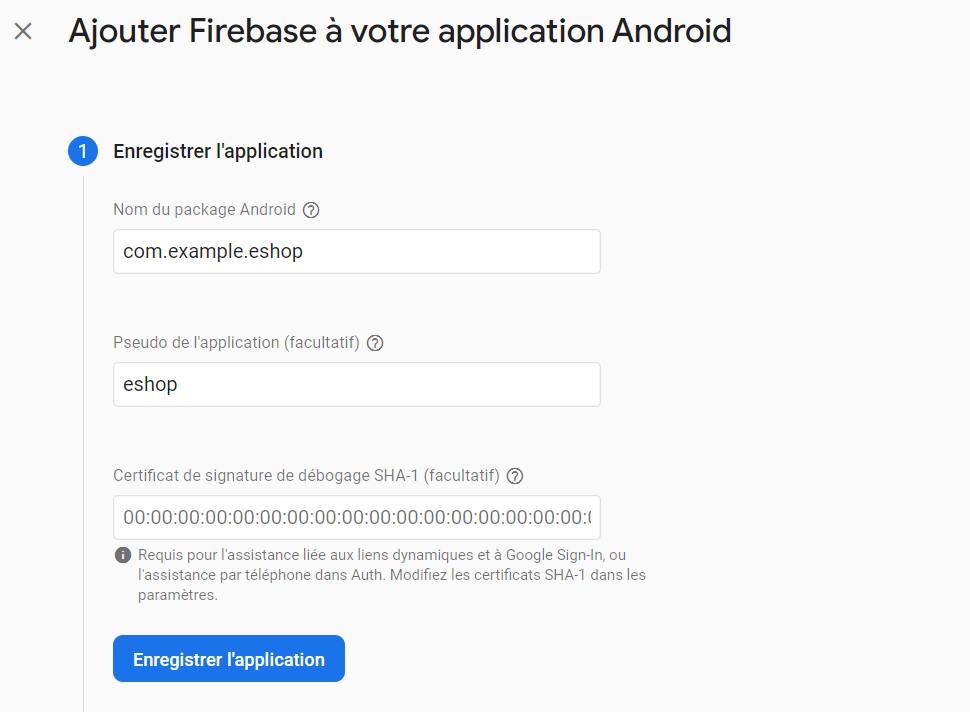 Ajouter Firebase à votre application Android
1 Enregistrer l'application
Nom du package Android ?
com.example.eshop
Pseudo de l'application (facultatif) ?
eshop
Certificat de signature de débogage SHA-1 (facultatif) ?
00:00:00:00:00:00:00:00:00:00:00:00:00:00:00:00:00:
Requis pour l'assistance liée aux liens dynamiques et à Google Sign-In, ou
l'assistance par téléphone dans Auth. Modifiez les certificats SHA-1 dans les
paramètres.
Enregistrer l'application